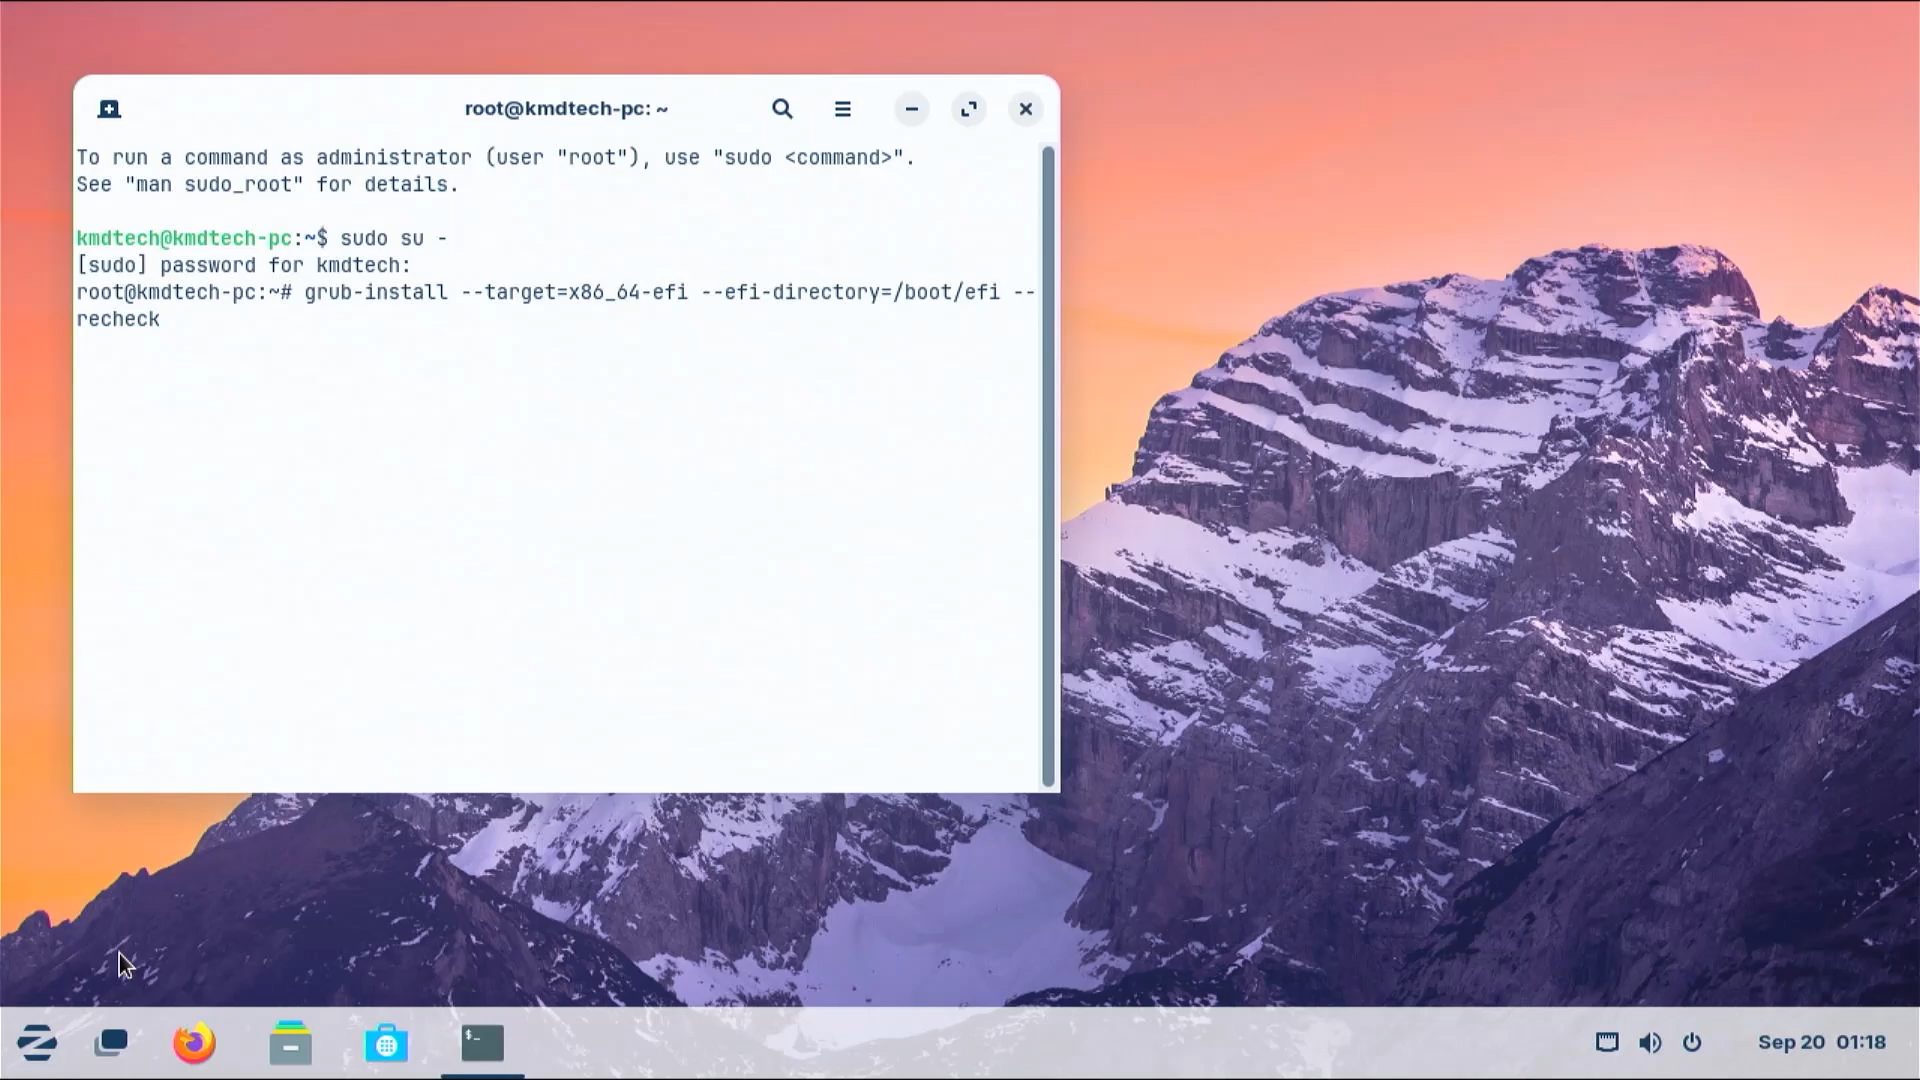 root@kmdtech-pc: ~
To run a command as administrator (user "root"), use "sudo <command>".
See "man sudo_root" for details.
kmdtech@kmdtech-pc:~$ sudo su -
[sudo] password for kmdtech:
root@kmdtech-pc:~# grub-install --target=x86_64-efi --efi-directory=/boot/efi --
recheck
$_
Sep 20 01:18